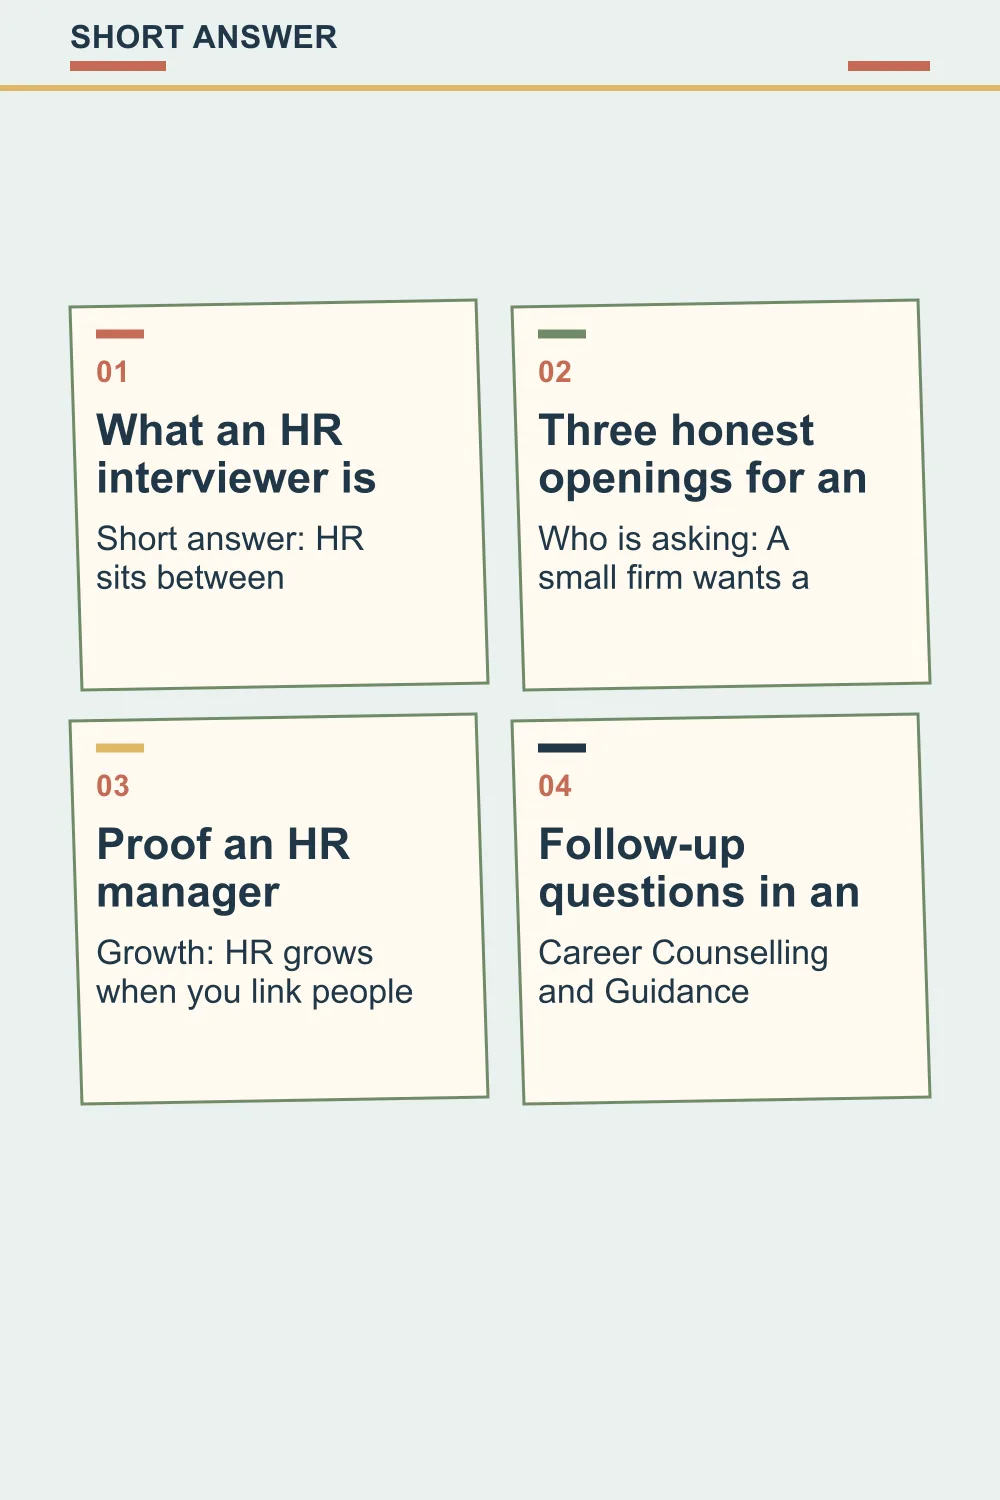 SHORT ANSWER
01
What an HR
interviewer is
Short answer: HR
sits between
02
Three honest
openings for an
Who is asking: A
small firm wants a
03
Proof an HR
manager
Growth: HR grows
when you link people
04
Follow-up
questions in an
Career Counselling
and Guidance